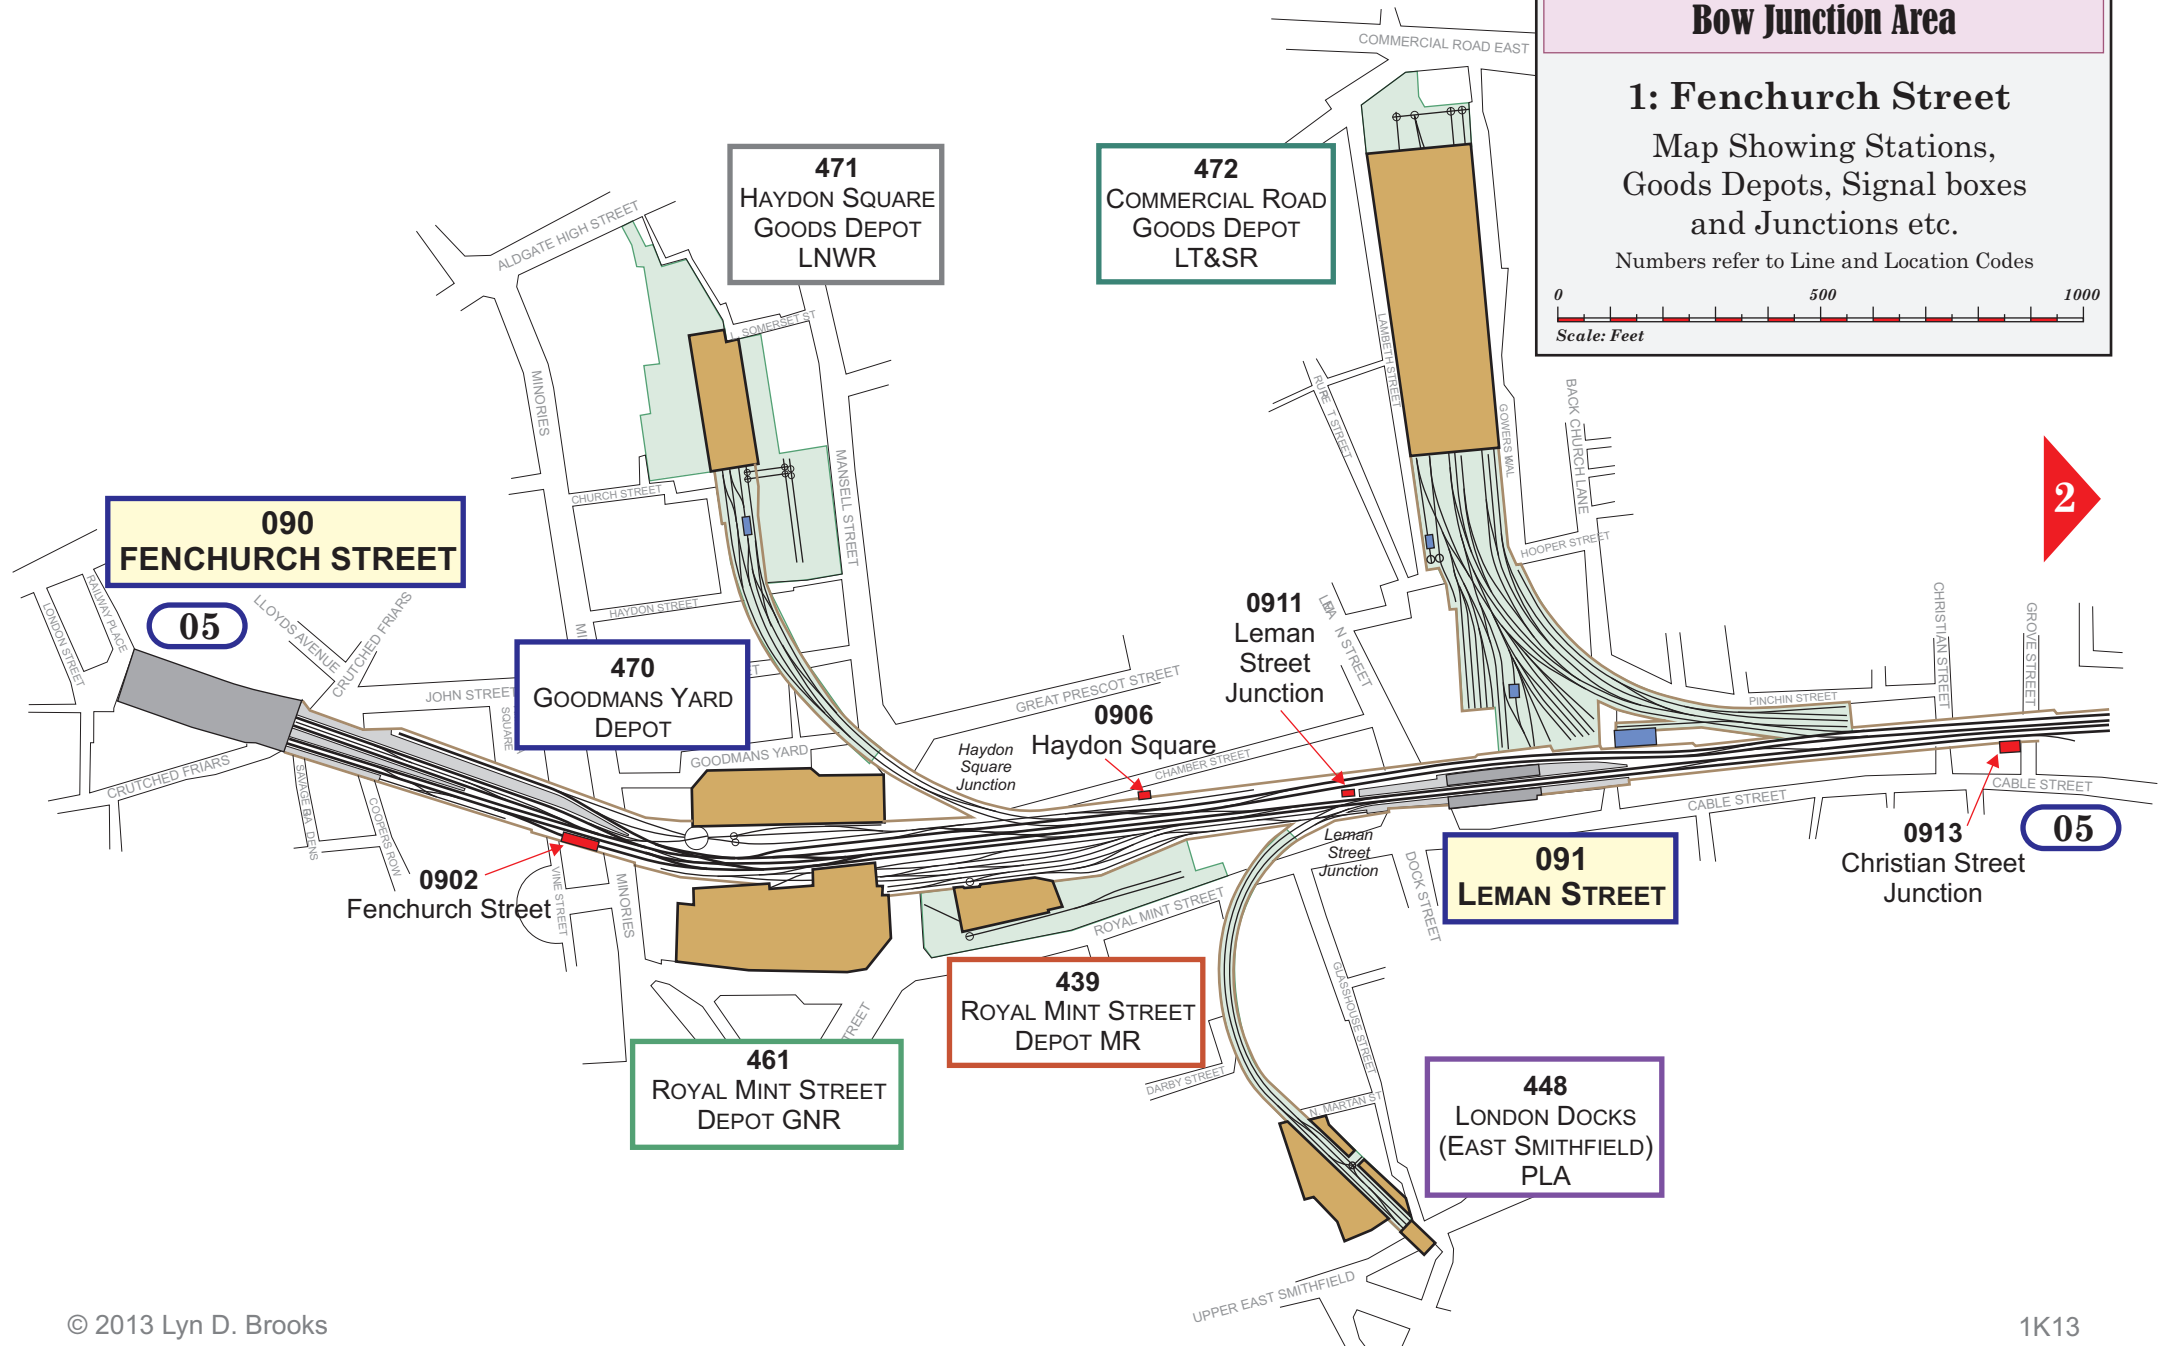 Bow Junction Area
1: Fenchurch Street
Map Showing Stations,
Goods Depots, Signal boxes
and Junctions etc.
Numbers refer to Line and Location Codes
0 500 1000
Scale: Feet
COMMERCIAL ROAD EAST
471
HAYDON SQUARE
GOODS DEPOT
LNWR
472
COMMERCIAL ROAD
GOODS DEPOT
LT&SR
ALDGATE HIGH STREET
SOMERSET ST
MINORIES
MANSELL STREET
LAMBETH STREET
GOWERS WAL
BACK CHURCH LANE
HOOPER STREET
CHURCH STREET
2
090
FENCHURCH STREET
05
LONDON STREET
RAILWAY PLACE
LLOYDS AVENUE
CRUTCHED FRIARS
HAYDON STREET
JOHN STREET
SQUARE
470
GOODMANS YARD
DEPOT
GOODMANS YARD
GREAT PRESCOT STREET
0911
Leman
Street
Junction
0906
Haydon Square
Haydon
Square
Junction
CHAMBER STREET
N STREET
PINCHIN STREET
CHRISTIAN STREET
GROVE STREET
CRUTCHED FRIARS
COOPERS ROW
0902
Fenchurch Street
VINE STREET
MINORIES
CABLE STREET
CABLE STREET
05
0913
Christian Street
Junction
Leman
Street
Junction
DOCK STREET
091
LEMAN STREET
ROYAL MINT STREET
439
ROYAL MINT STREET
DEPOT MR
461
ROYAL MINT STREET
DEPOT GNR
GLASSHOUSE STREET
DARBY STREET
N. MARTAN ST
448
LONDON DOCKS
(EAST SMITHFIELD)
PLA
UPPER EAST SMITHFIELD
© 2013 Lyn D. Brooks
1K13